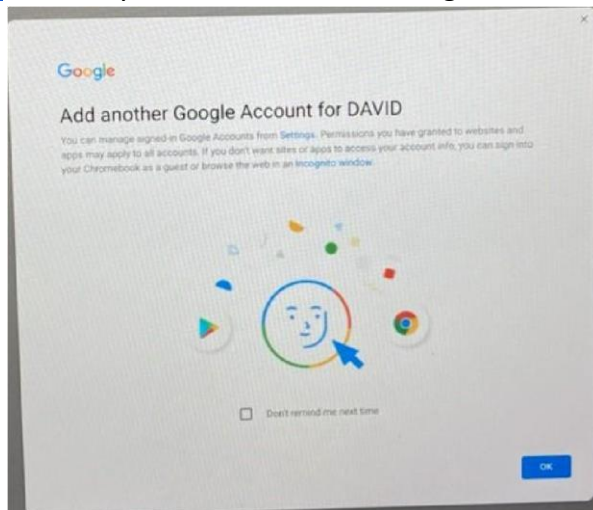 Google
Add another Google Account for DAVID
You can manage signed-in Google Accounts from Settings. Permissions you have granted to websites and
apps may apply to all accounts. If you don't want sites or apps to access your account info, you can sign into
your Chromebook as a guest or browse the web in an Incognito window.
Don't remind me next time
OK